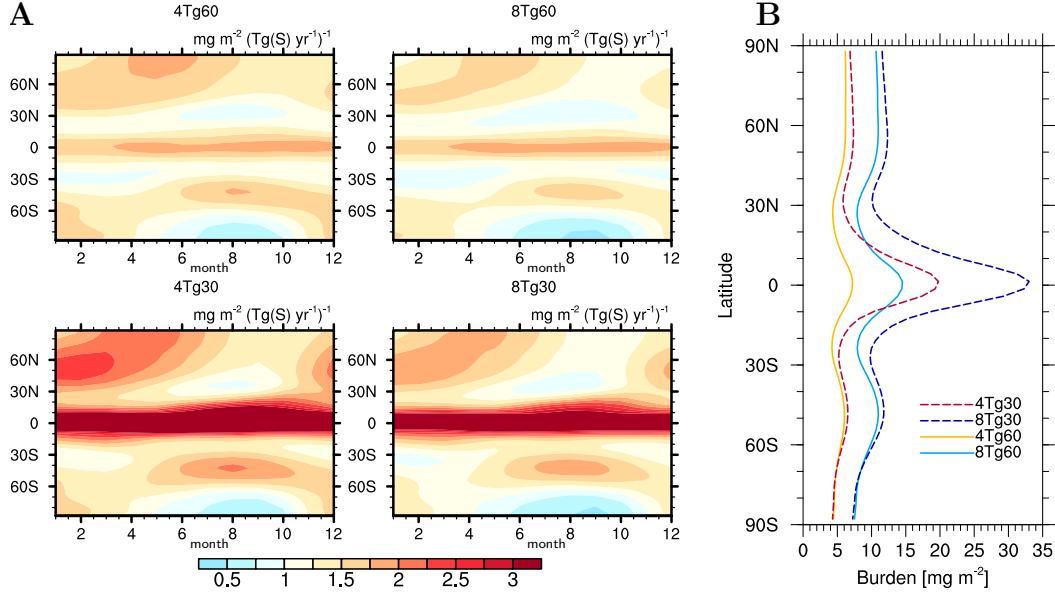 A
4Tg60
mg m⁻² (Tg(S) yr⁻¹)⁻¹
60N
30N
0
30S
60S
2 4 6 8 10 12
month
8Tg60
mg m⁻² (Tg(S) yr⁻¹)⁻¹
60N
30N
0
30S
60S
2 4 6 8 10 12
month
4Tg30
mg m⁻² (Tg(S) yr⁻¹)⁻¹
60N
30N
0
30S
60S
2 4 6 8 10 12
month
8Tg30
mg m⁻² (Tg(S) yr⁻¹)⁻¹
60N
30N
0
30S
60S
2 4 6 8 10 12
month
0.5 1 1.5 2 2.5 3
B
90N
60N
30N
0
30S
60S
90S
Latitude
4Tg30
8Tg30
4Tg60
8Tg60
0 5 10 15 20 25 30 35
Burden [mg m⁻²]